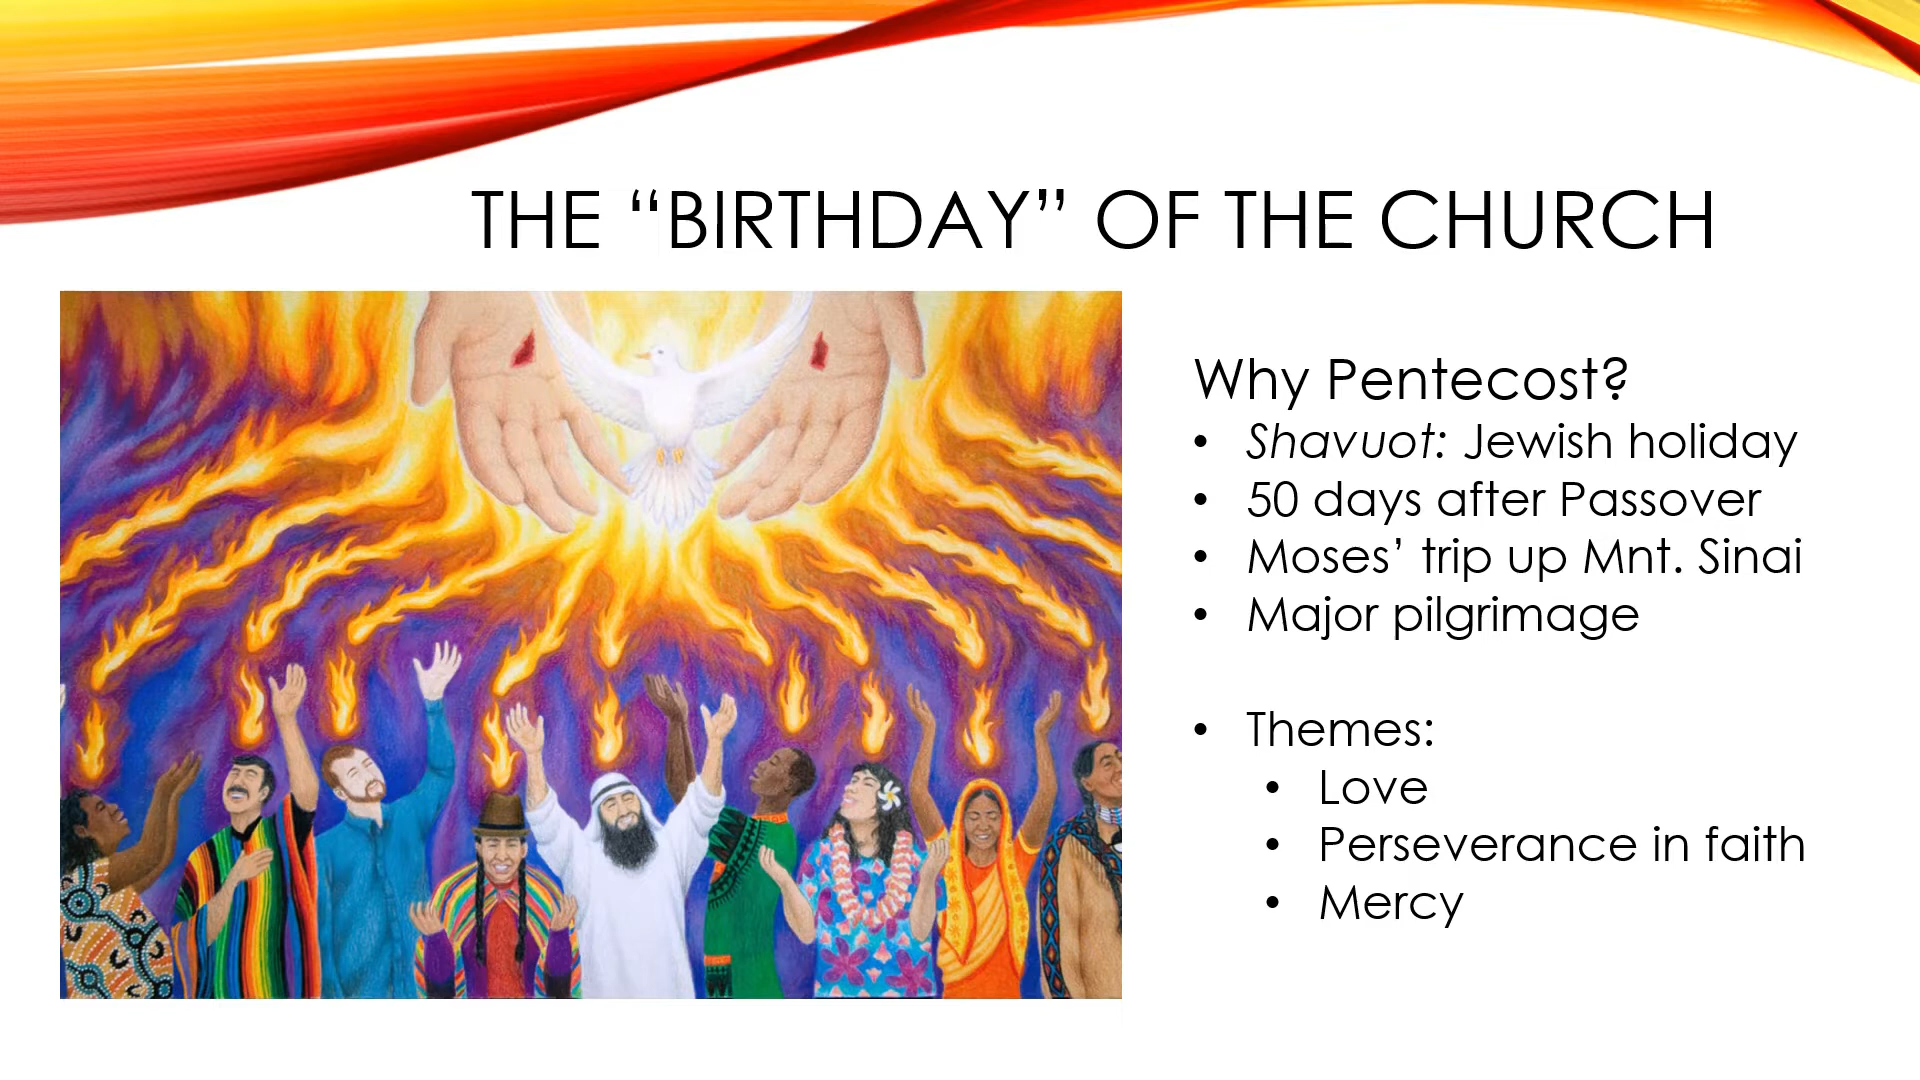 THE “BIRTHDAY” OF THE CHURCH
Why Pentecost?
• Shavuot: Jewish holiday
• 50 days after Passover
• Moses’ trip up Mnt. Sinai
• Major pilgrimage
• Themes:
• Love
• Perseverance in faith
• Mercy